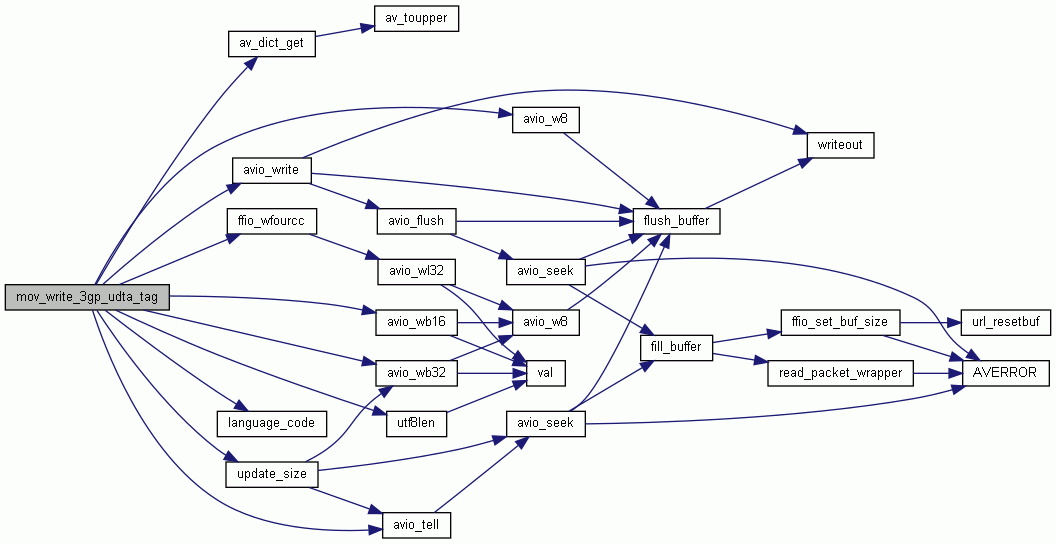 av_toupper
av_dict_get
avio_w8
writeout
avio_write
ffio_wfourcc
avio_flush
flush_buffer
avio_wl32
avio_seek
mov_write_3gp_udta_tag
avio_wb16
avio_w8
ffio_set_buf_size
url_resetbuf
fill_buffer
avio_wb32
val
read_packet_wrapper
AVERROR
language_code
utf8len
avio_seek
update_size
avio_tell